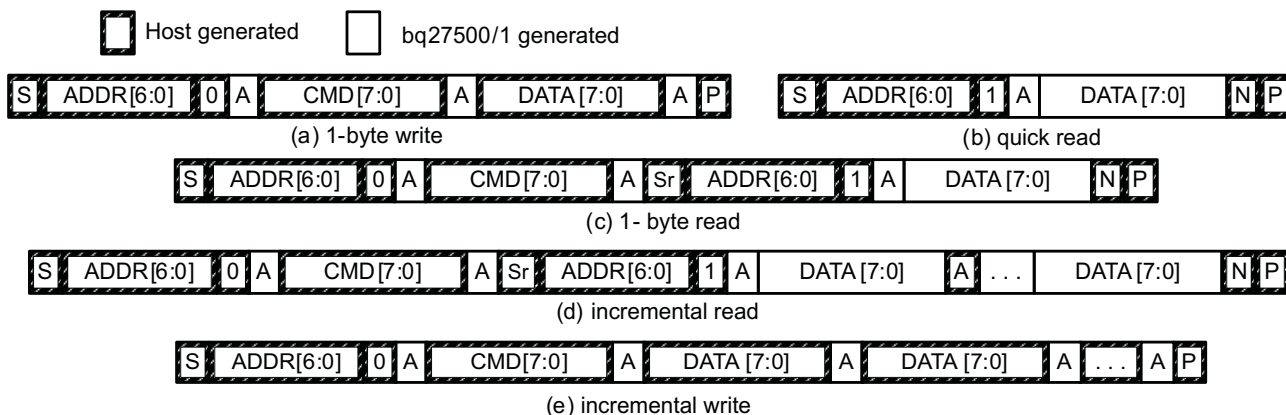 Host generated bq27500/1 generated
S ADDR[6:0] 0 A CMD[7:0] A DATA[7:0] A P S ADDR[6:0] 1 A DATA[7:0] N P
(a) 1-byte write (b) quick read
S ADDR[6:0] 0 A CMD[7:0] A Sr ADDR[6:0] 1 A DATA[7:0] N P
(c) 1- byte read
S ADDR[6:0] 0 A CMD[7:0] A Sr ADDR[6:0] 1 A DATA[7:0] A . . . DATA[7:0] N P
(d) incremental read
S ADDR[6:0] 0 A CMD[7:0] A DATA[7:0] A DATA[7:0] A . . . A P
(e) incremental write